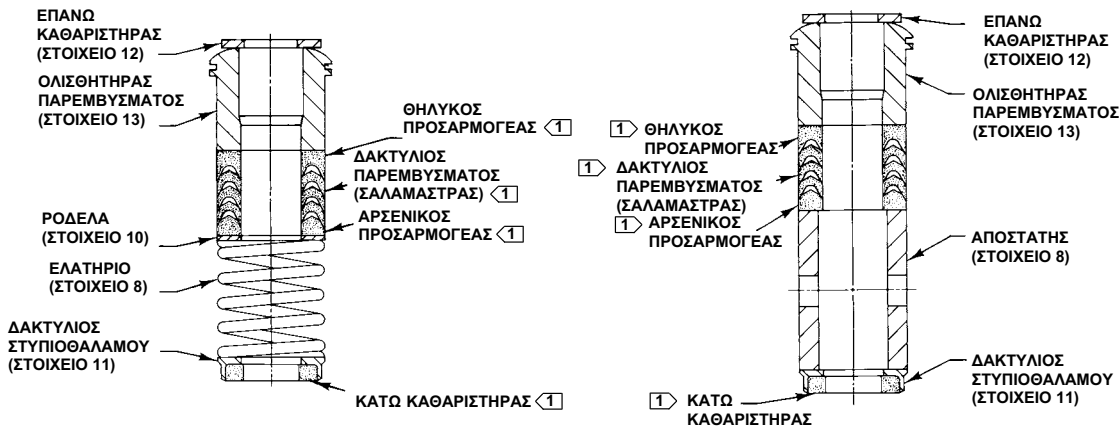 ΕΠΑΝΩ
ΚΑΘΑΡΙΣΤΗΡΑΣ
(ΣΤΟΙΧΕΙΟ 12)
ΟΛΙΣΘΗΤΗΡΑΣ
ΠΑΡΕΜΒΥΣΜΑΤΟΣ
(ΣΤΟΙΧΕΙΟ 13)
ΘΗΛΥΚΟΣ
ΠΡΟΣΑΡΜΟΓΕΑΣ 1
ΔΑΚΤΥΛΙΟΣ
ΠΑΡΕΜΒΥΣΜΑΤΟΣ
(ΣΑΛΑΜΑΣΤΡΑΣ) 1
ΑΡΣΕΝΙΚΟΣ
ΠΡΟΣΑΡΜΟΓΕΑΣ 1
ΡΟΔΕΛΑ
(ΣΤΟΙΧΕΙΟ 10)
ΕΛΑΤΗΡΙΟ
(ΣΤΟΙΧΕΙΟ 8)
ΔΑΚΤΥΛΙΟΣ
ΣΤΥΠΙΟΘΑΛΑΜΟΥ
(ΣΤΟΙΧΕΙΟ 11)
ΚΑΤΩ ΚΑΘΑΡΙΣΤΗΡΑΣ 1
ΕΠΑΝΩ
ΚΑΘΑΡΙΣΤΗΡΑΣ
(ΣΤΟΙΧΕΙΟ 12)
ΟΛΙΣΘΗΤΗΡΑΣ
ΠΑΡΕΜΒΥΣΜΑΤΟΣ
(ΣΤΟΙΧΕΙΟ 13)
1 ΘΗΛΥΚΟΣ
ΠΡΟΣΑΡΜΟΓΕΑΣ
1 ΔΑΚΤΥΛΙΟΣ
ΠΑΡΕΜΒΥΣΜΑΤΟΣ
(ΣΑΛΑΜΑΣΤΡΑΣ)
1 ΑΡΣΕΝΙΚΟΣ
ΠΡΟΣΑΡΜΟΓΕΑΣ
ΑΠΟΣΤΑΤΗΣ
(ΣΤΟΙΧΕΙΟ 8)
ΔΑΚΤΥΛΙΟΣ
ΣΤΥΠΙΟΘΑΛΑΜΟΥ
(ΣΤΟΙΧΕΙΟ 11)
1 ΚΑΤΩ
ΚΑΘΑΡΙΣΤΗΡΑΣ